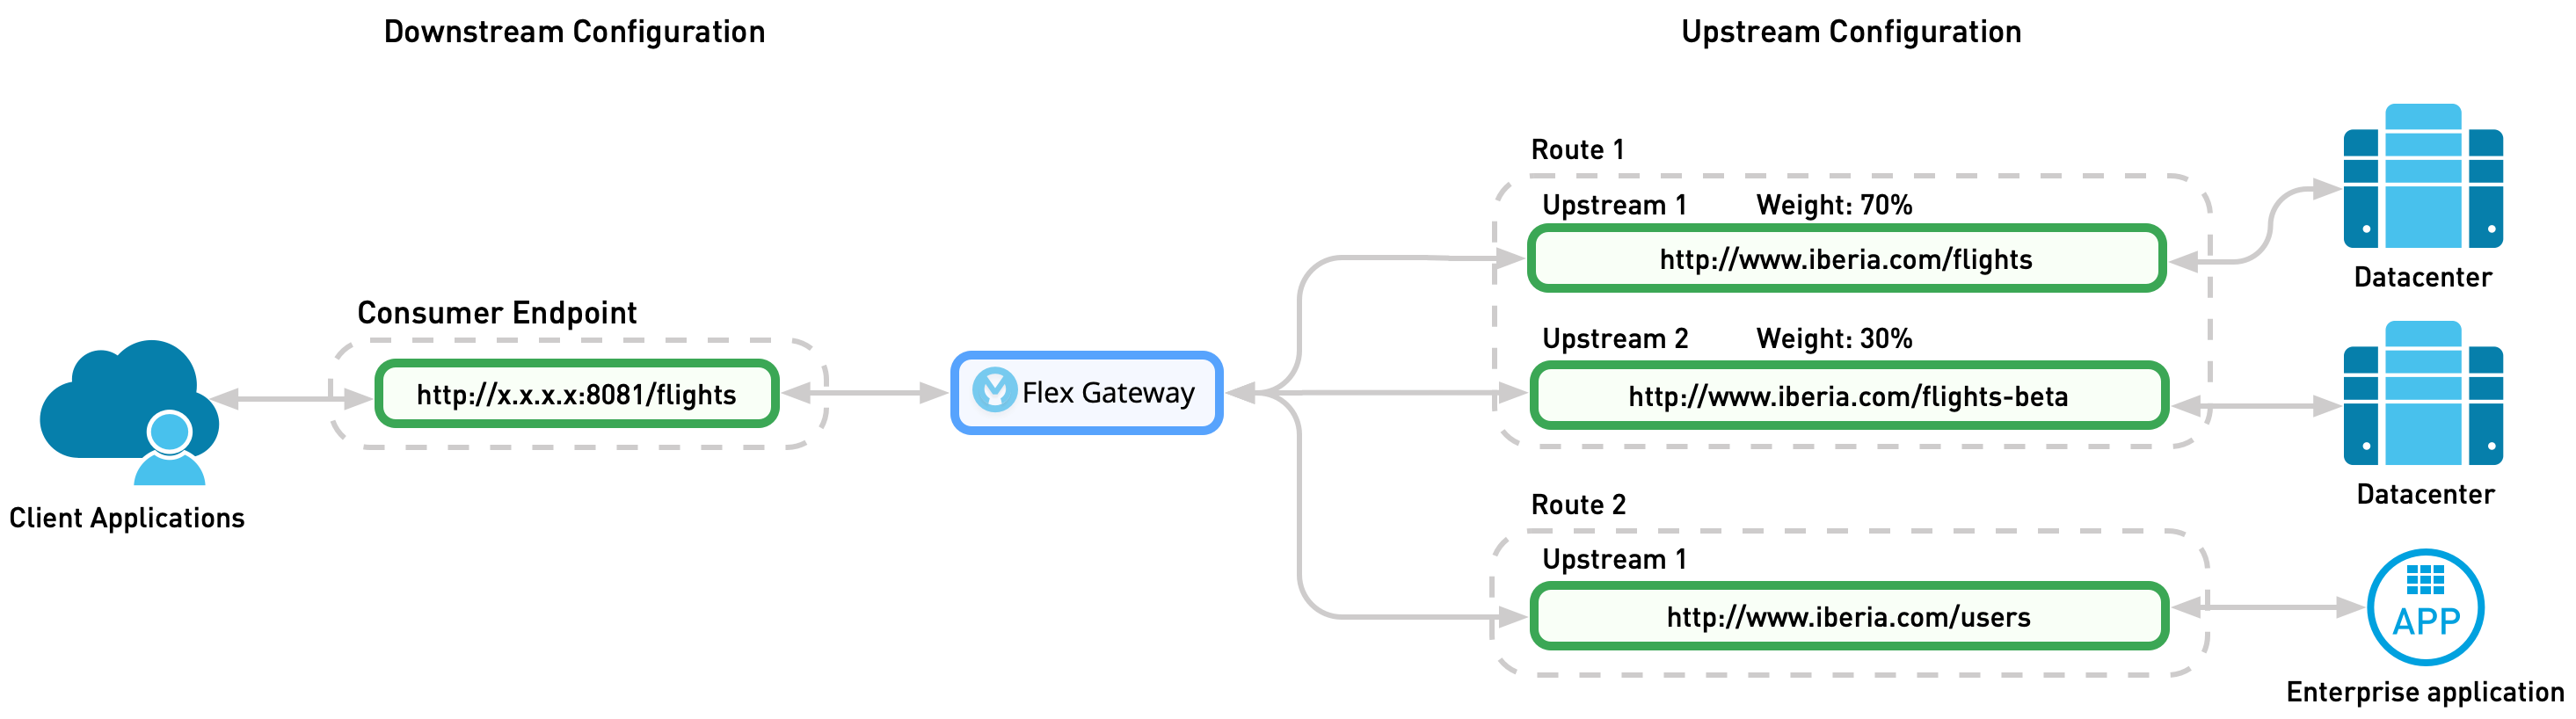 Downstream Configuration
Upstream Configuration
Client Applications
Consumer Endpoint
http://x.x.x.x:8081/flights
Flex Gateway
Route 1
Upstream 1 Weight: 70%
http://www.iberia.com/flights
Upstream 2 Weight: 30%
http://www.iberia.com/flights-beta
Route 2
Upstream 1
http://www.iberia.com/users
Datacenter
Datacenter
APP
Enterprise application